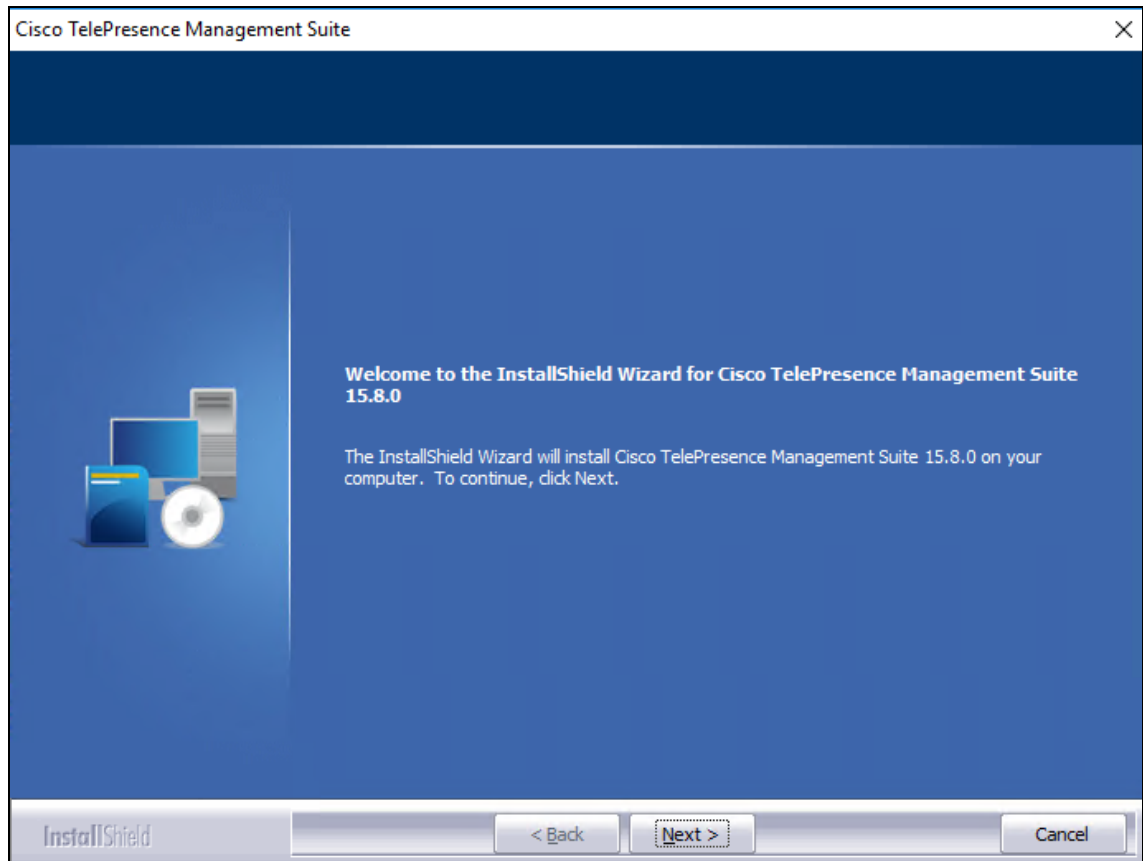 Cisco TelePresence Management Suite
Welcome to the InstallShield Wizard for Cisco TelePresence Management Suite
15.8.0
The InstallShield Wizard will install Cisco TelePresence Management Suite 15.8.0 on your
computer. To continue, click Next.
InstallShield
< Back
Next >
Cancel